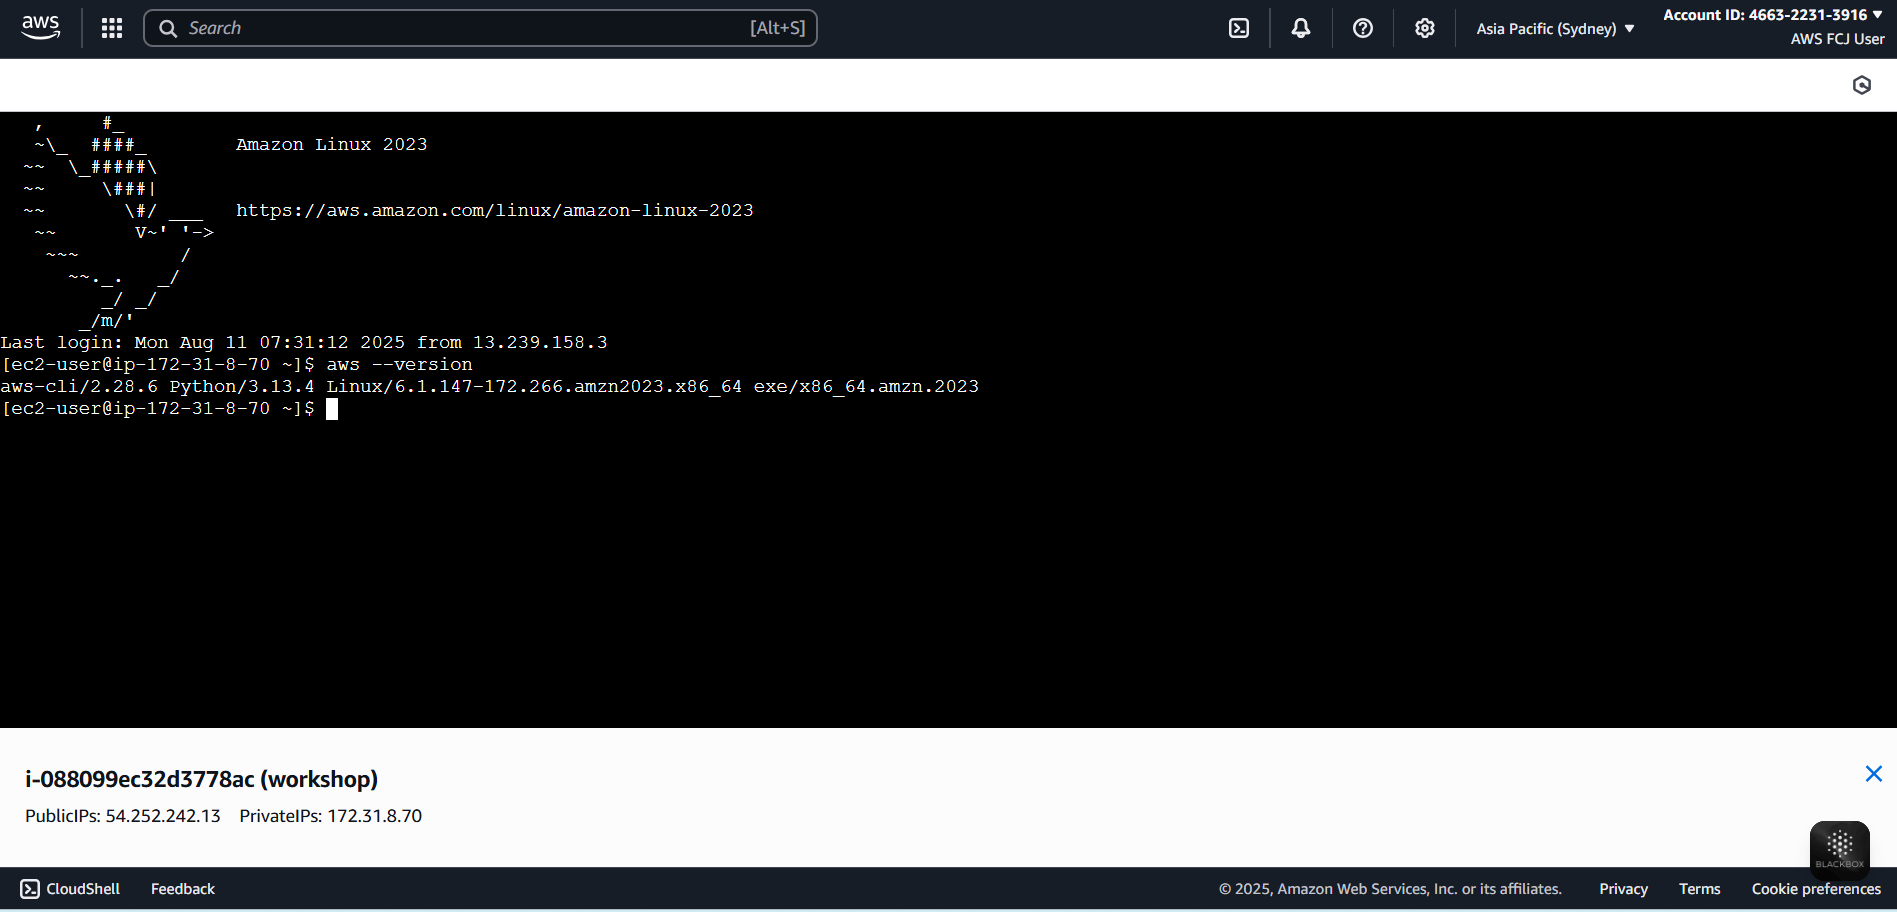 aws
Search [Alt+S]
Asia Pacific (Sydney) ▼
Account ID: 4663-2231-3916 ▼
AWS FCJ User
   ,     #_
   ~\_  ####_        Amazon Linux 2023
  ~~  \_#####\
  ~~     \###|
  ~~       \#/ ___   https://aws.amazon.com/linux/amazon-linux-2023
   ~~       V~' '->
    ~~~         /
      ~~._.   _/
         _/ _/
       _/m/'
Last login: Mon Aug 11 07:31:12 2025 from 13.239.158.3
[ec2-user@ip-172-31-8-70 ~]$ aws --version
aws-cli/2.28.6 Python/3.13.4 Linux/6.1.147-172.266.amzn2023.x86_64 exe/x86_64.amzn.2023
[ec2-user@ip-172-31-8-70 ~]$
i-088099ec32d3778ac (workshop)
PublicIPs: 54.252.242.13 PrivateIPs: 172.31.8.70
BLACKBOX
CloudShell Feedback © 2025, Amazon Web Services, Inc. or its affiliates. Privacy Terms Cookie preferences